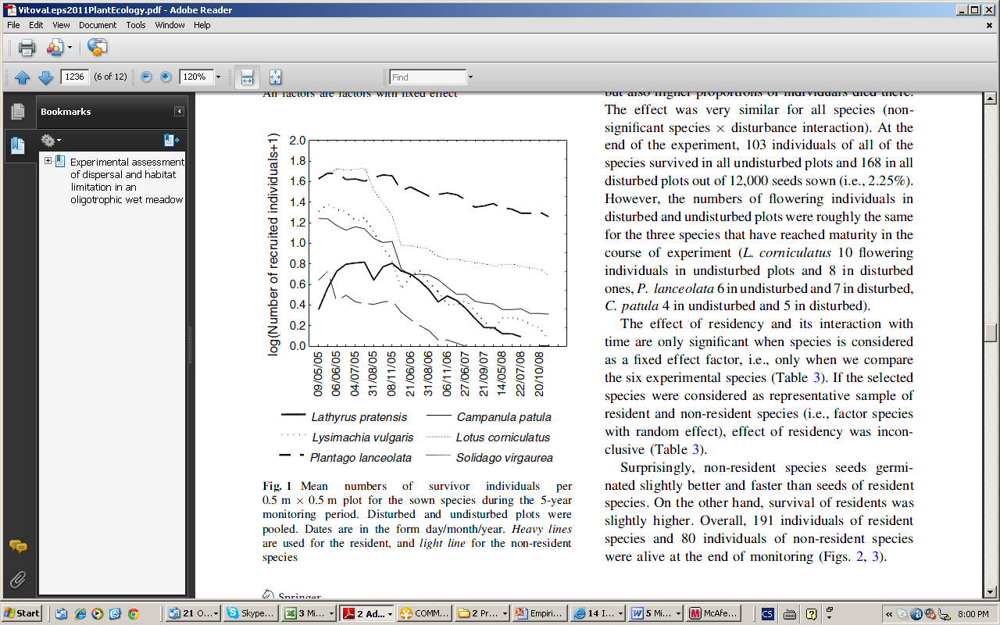 VitovaLeps2011PlantEcology.pdf - Adobe Reader
File Edit View Document Tools Window Help
1236 (6 of 12) 120% Find
Bookmarks
Experimental assessment
of dispersal and habitat
limitation in an
oligotrophic wet meadow
All factors are factors with fixed effect
log(Number of recruited individuals+1)
2.0
1.8
1.6
1.4
1.2
1.0
0.8
0.6
0.4
0.2
0.0
09/05/05
06/06/05
04/07/05
31/08/05
08/11/05
21/06/06
31/08/06
06/11/06
27/06/07
21/09/07
14/05/08
22/07/08
20/10/08
Lathyrus pratensis Campanula patula
Lysimachia vulgaris Lotus corniculatus
Plantago lanceolata Solidago virgaurea
Fig. 1 Mean numbers of survivor individuals per
0.5 m × 0.5 m plot for the sown species during the 5-year
monitoring period. Disturbed and undisturbed plots were
pooled. Dates are in the form day/month/year. Heavy lines
are used for the resident, and light line for the non-resident
species
Springer
but also higher proportions of individuals died there.
The effect was very similar for all species (non-
significant species × disturbance interaction). At the
end of the experiment, 103 individuals of all of the
species survived in all undisturbed plots and 168 in all
disturbed plots out of 12,000 seeds sown (i.e., 2.25%).
However, the numbers of flowering individuals in
disturbed and undisturbed plots were roughly the same
for the three species that have reached maturity in the
course of experiment (L. corniculatus 10 flowering
individuals in undisturbed plots and 8 in disturbed
ones, P. lanceolata 6 in undisturbed and 7 in disturbed,
C. patula 4 in undisturbed and 5 in disturbed).
The effect of residency and its interaction with
time are only significant when species is considered
as a fixed effect factor, i.e., only when we compare
the six experimental species (Table 3). If the selected
species were considered as representative sample of
resident and non-resident species (i.e., factor species
with random effect), effect of residency was incon-
clusive (Table 3).
Surprisingly, non-resident species seeds germi-
nated slightly better and faster than seeds of resident
species. On the other hand, survival of residents was
slightly higher. Overall, 191 individuals of resident
species and 80 individuals of non-resident species
were alive at the end of monitoring (Figs. 2, 3).
Start 21 O... Skype... 3 Mi... 2 Ad... COMM... 2 Pr... Empiri... 14 I... 5 Mi... McAfe... CS 8:00 PM